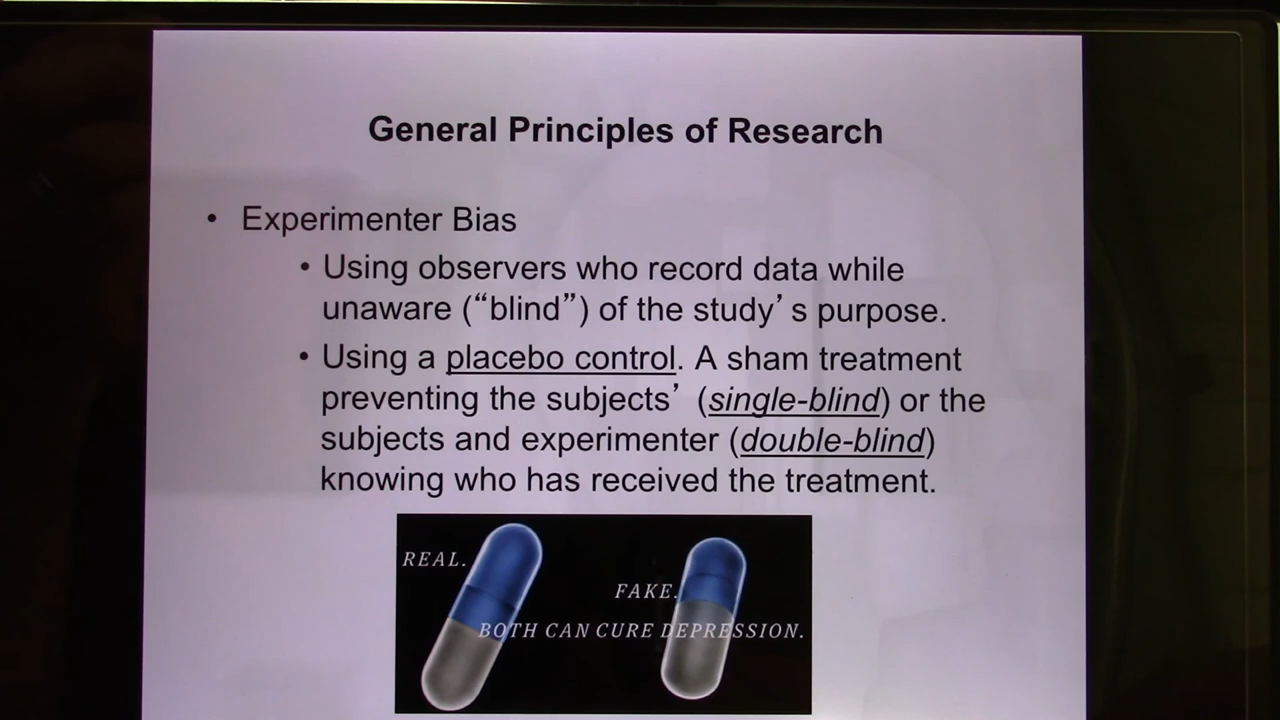 General Principles of Research
• Experimenter Bias
• Using observers who record data while
unaware (“blind”) of the study’s purpose.
• Using a placebo control. A sham treatment
preventing the subjects’ (single-blind) or the
subjects and experimenter (double-blind)
knowing who has received the treatment.
REAL.
FAKE.
BOTH CAN CURE DEPRESSION.